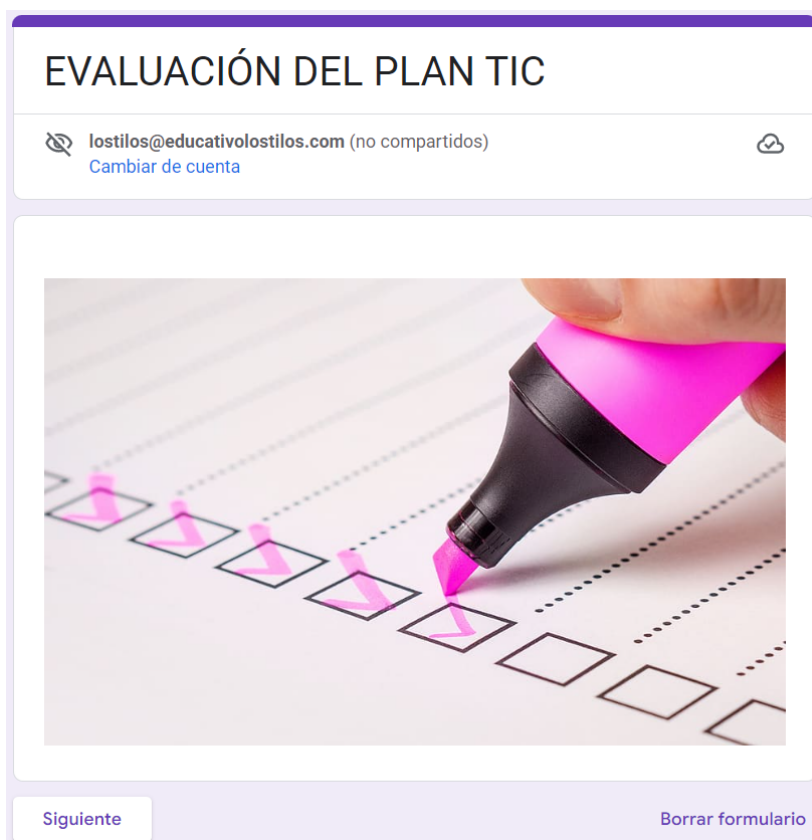 EVALUACIÓN DEL PLAN TIC
lostilos@educativolostilos.com (no compartidos)
Cambiar de cuenta
Siguiente
Borrar formulario